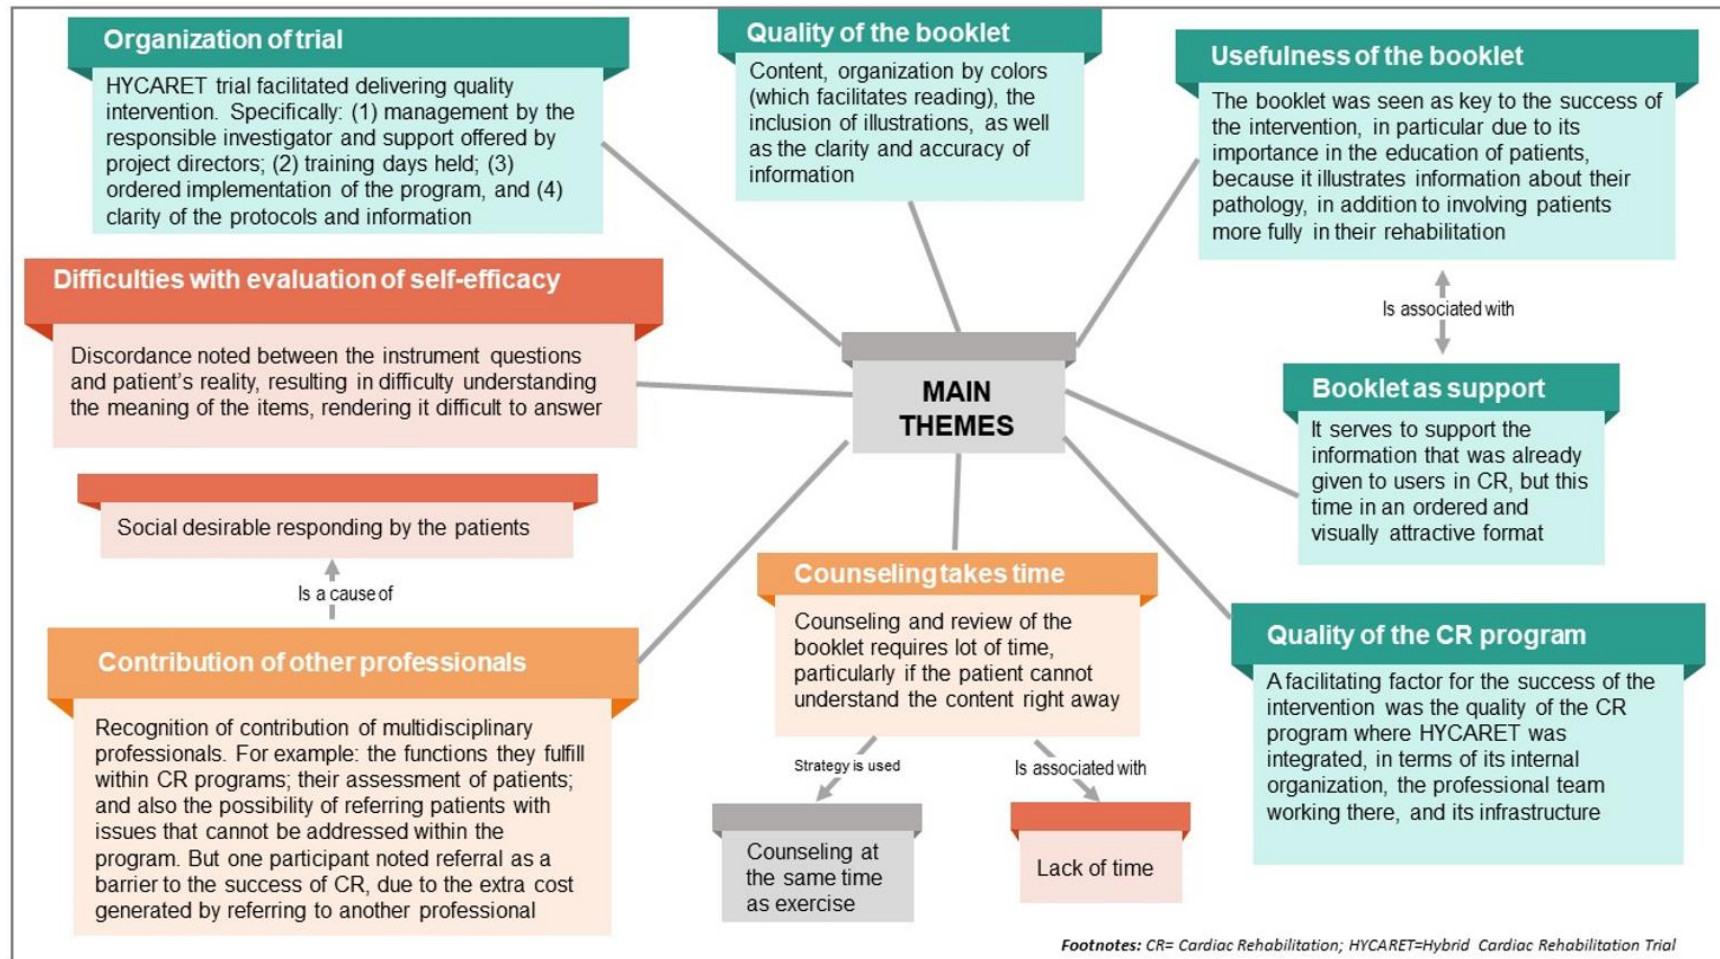 Organization of trial
HYCARET trial facilitated delivering quality
intervention. Specifically: (1) management by the
responsible investigator and support offered by
project directors; (2) training days held; (3)
ordered implementation of the program, and (4)
clarity of the protocols and information
Quality of the booklet
Content, organization by colors
(which facilitates reading), the
inclusion of illustrations, as well
as the clarity and accuracy of
information
Usefulness of the booklet
The booklet was seen as key to the success of
the intervention, in particular due to its
importance in the education of patients,
because it illustrates information about their
pathology, in addition to involving patients
more fully in their rehabilitation
Is associated with
Difficulties with evaluation of self-efficacy
Discordance noted between the instrument questions
and patient's reality, resulting in difficulty understanding
the meaning of the items, rendering it difficult to answer
MAIN
THEMES
Booklet as support
It serves to support the
information that was already
given to users in CR, but this
time in an ordered and
visually attractive format
Social desirable responding by the patients
Is a cause of
Contribution of other professionals
Recognition of contribution of multidisciplinary
professionals. For example: the functions they fulfill
within CR programs; their assessment of patients;
and also the possibility of referring patients with
issues that cannot be addressed within the
program. But one participant noted referral as a
barrier to the success of CR, due to the extra cost
generated by referring to another professional
Counseling takes time
Counseling and review of the
booklet requires lot of time,
particularly if the patient cannot
understand the content right away
Strategy is used
Is associated with
Counseling at
the same time
as exercise
Lack of time
Quality of the CR program
A facilitating factor for the success of the
intervention was the quality of the CR
program where HYCARET was
integrated, in terms of its internal
organization, the professional team
working there, and its infrastructure
Footnotes: CR= Cardiac Rehabilitation; HYCARET=Hybrid Cardiac Rehabilitation Trial